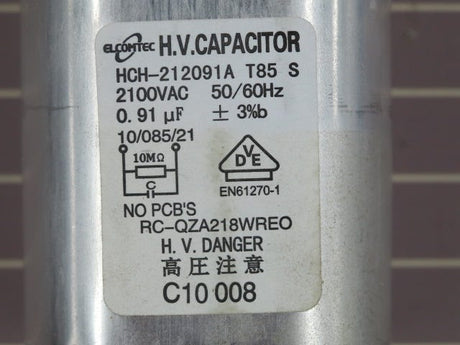 ELCOMTEC H.V.CAPACITOR
HCH-212091A T85 S
2100VAC 50/60Hz
0.91 µF ± 3%b
10/085/21
10MΩ
C
VDE
EN61270-1
NO PCB'S
RC-QZA218WREO
H.V. DANGER
高圧注意
C10 008